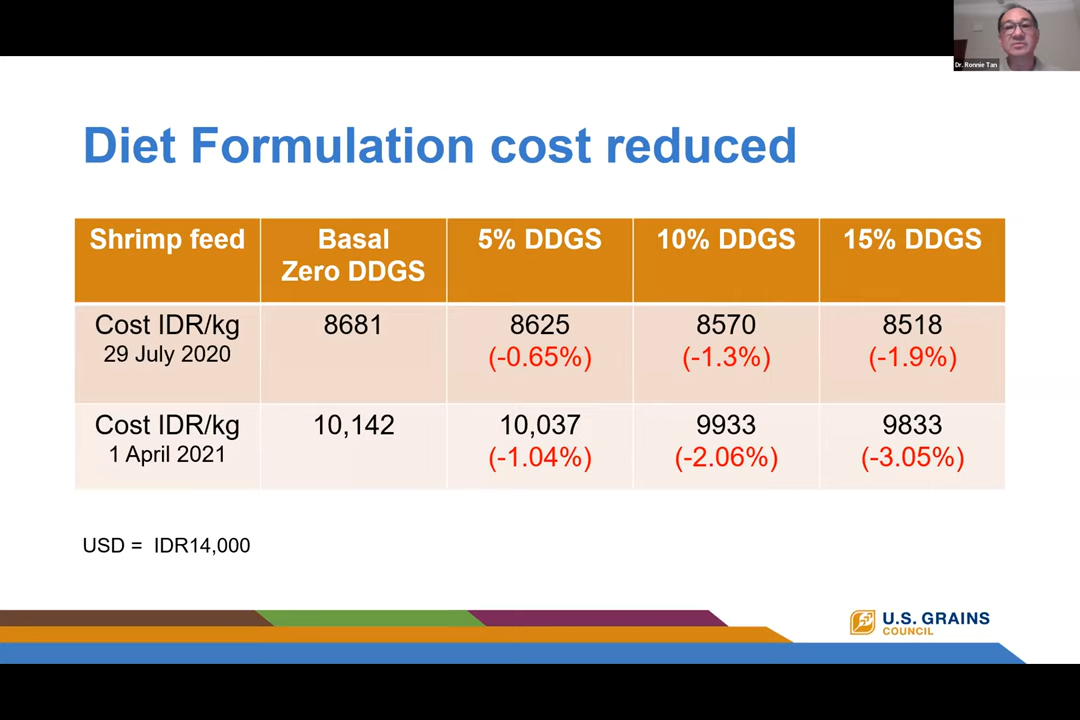 Dr. Ronnie Tan
Diet Formulation cost reduced
Shrimp feed
Basal
Zero DDGS
5% DDGS
10% DDGS
15% DDGS
Cost IDR/kg
29 July 2020
8681
8625
(-0.65%)
8570
(-1.3%)
8518
(-1.9%)
Cost IDR/kg
1 April 2021
10,142
10,037
(-1.04%)
9933
(-2.06%)
9833
(-3.05%)
USD = IDR14,000
U.S. GRAINS
COUNCIL